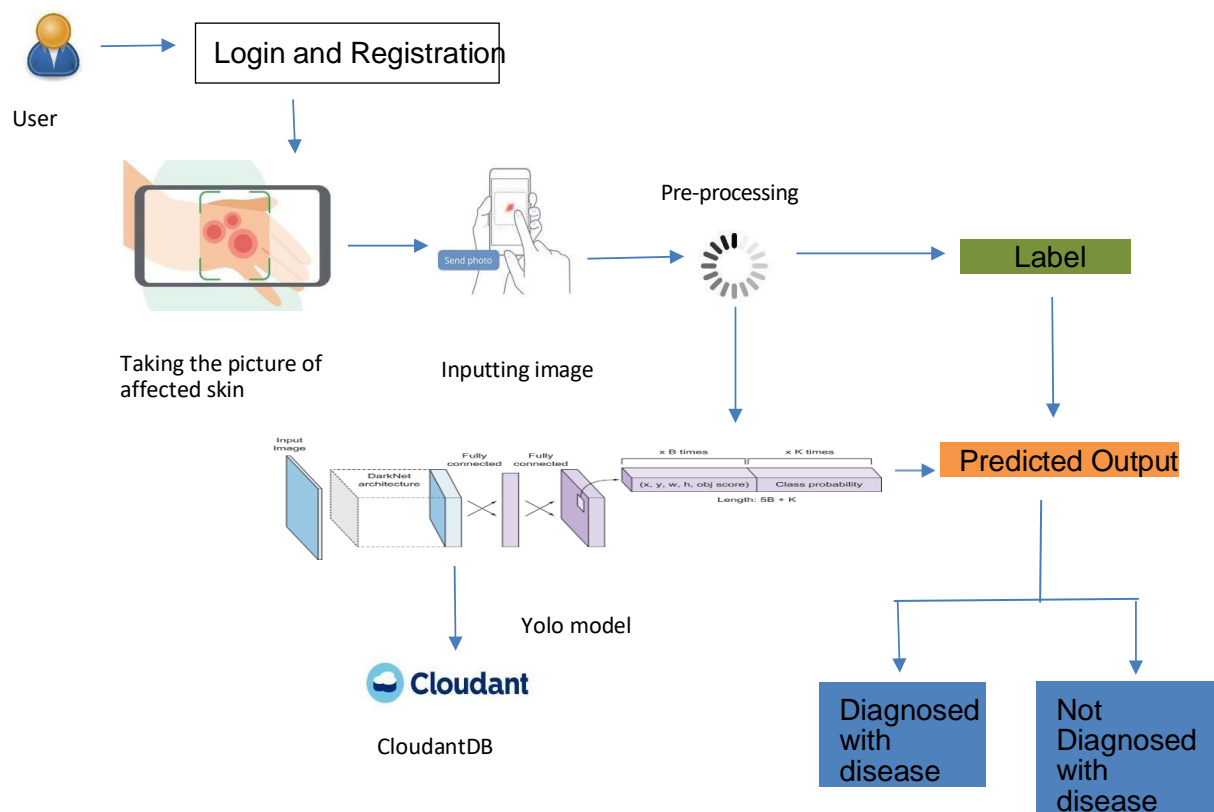 Login and Registration
User
Pre-processing
Send photo
Label
Taking the picture of
affected skin
Inputting image
Input
Image
DarkNet
architecture
Fully
connected
Fully
connected
x B times
x K times
(x, y, w, h, obj score)
Class probability
Length: 5B + K
Predicted Output
Yolo model
Cloudant
CloudantDB
Diagnosed
with
disease
Not
Diagnosed
with
disease